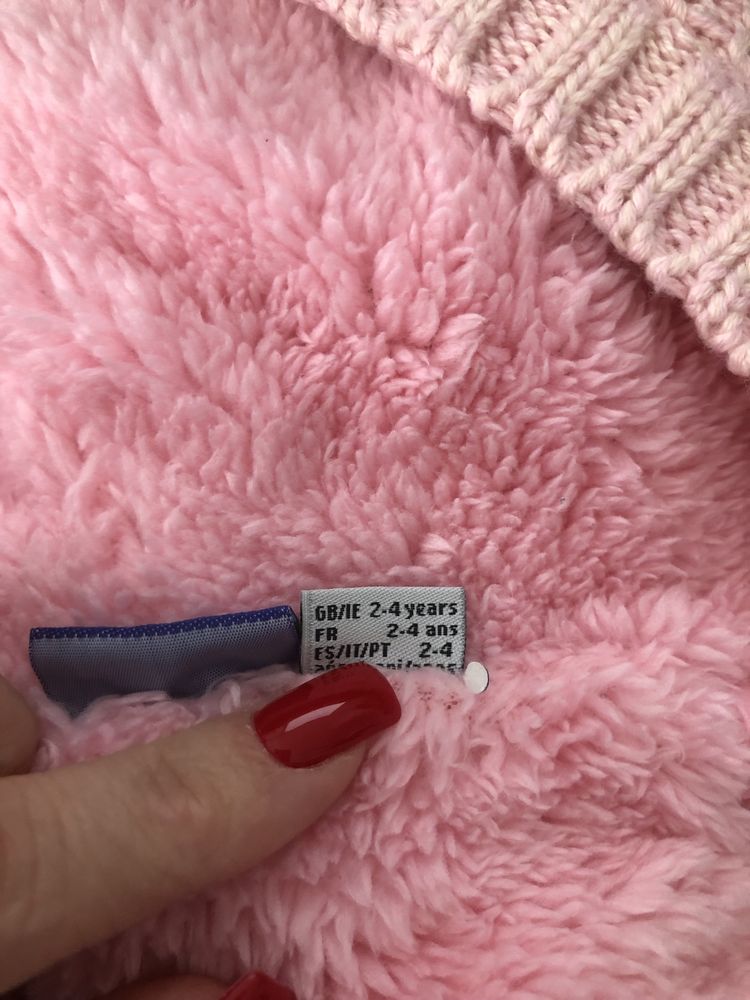 GB/IE 2-4 years
FR 2-4 ans
ES/IT/PT 2-4